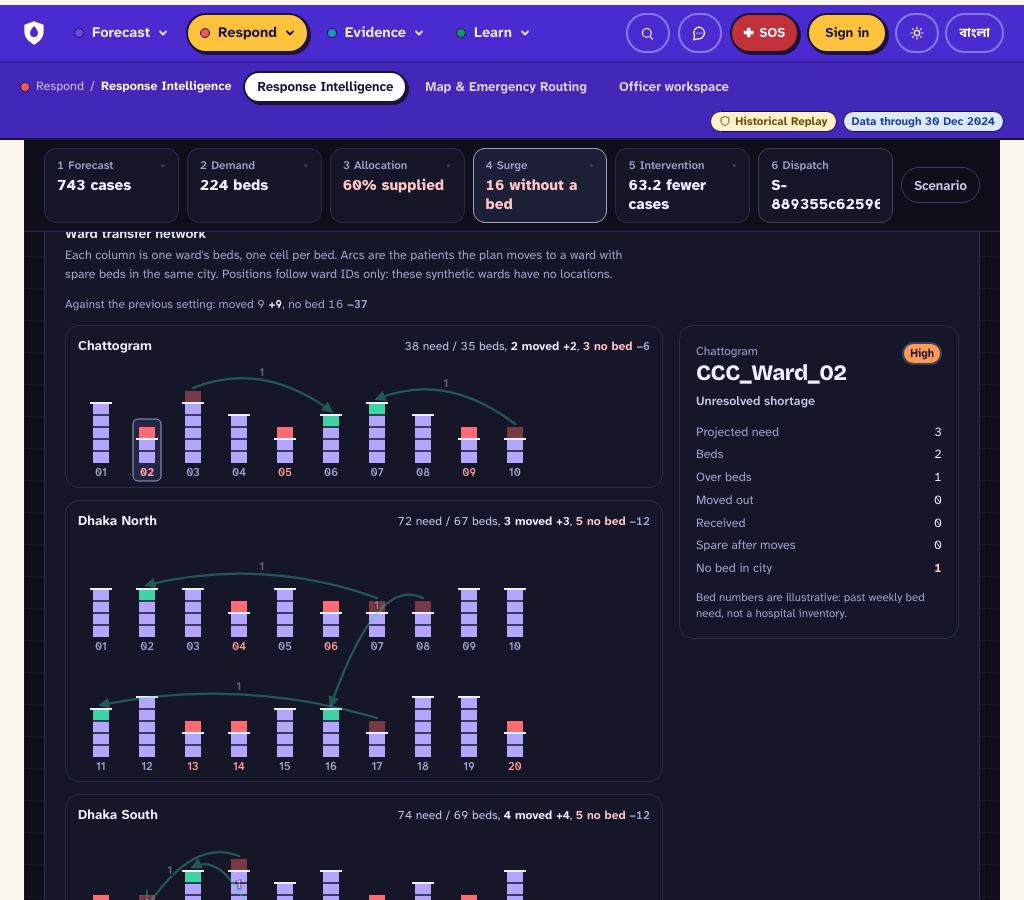 Forecast Respond Evidence Learn SOS Sign in বাংলা
Respond / Response Intelligence Response Intelligence Map & Emergency Routing Officer workspace
Historical Replay Data through 30 Dec 2024
1 Forecast
743 cases
2 Demand
224 beds
3 Allocation
60% supplied
4 Surge
16 without a
bed
5 Intervention
63.2 fewer
cases
6 Dispatch
S-
889355c62596
Scenario
Ward transfer network
Each column is one ward's beds, one cell per bed. Arcs are the patients the plan moves to a ward with
spare beds in the same city. Positions follow ward IDs only: these synthetic wards have no locations.
Against the previous setting: moved 9 +9, no bed 16 −37
Chattogram 38 need / 35 beds, 2 moved +2, 3 no bed −6
1 1
01 02 03 04 05 06 07 08 09 10
Dhaka North 72 need / 67 beds, 3 moved +3, 5 no bed −12
1
1
01 02 03 04 05 06 07 08 09 10
1
11 12 13 14 15 16 17 18 19 20
Dhaka South 74 need / 69 beds, 4 moved +4, 5 no bed −12
1
Chattogram
High
CCC_Ward_02
Unresolved shortage
Projected need 3
Beds 2
Over beds 1
Moved out 0
Received 0
Spare after moves 0
No bed in city 1
Bed numbers are illustrative: past weekly bed
need, not a hospital inventory.